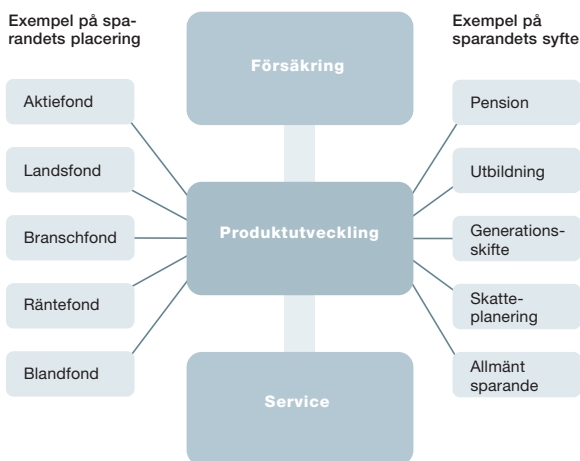 Exempel på spa-
randets placering
Aktiefond
Landsfond
Branschfond
Räntefond
Blandfond
Försäkring
Produktutveckling
Service
Exempel på
sparandets syfte
Pension
Utbildning
Generations-
skifte
Skatte-
planering
Allmänt
sparande